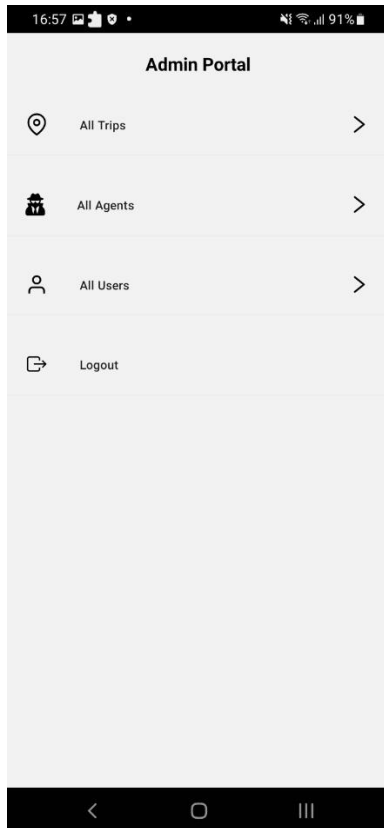 16:57
91%
Admin Portal
All Trips
All Agents
All Users
Logout